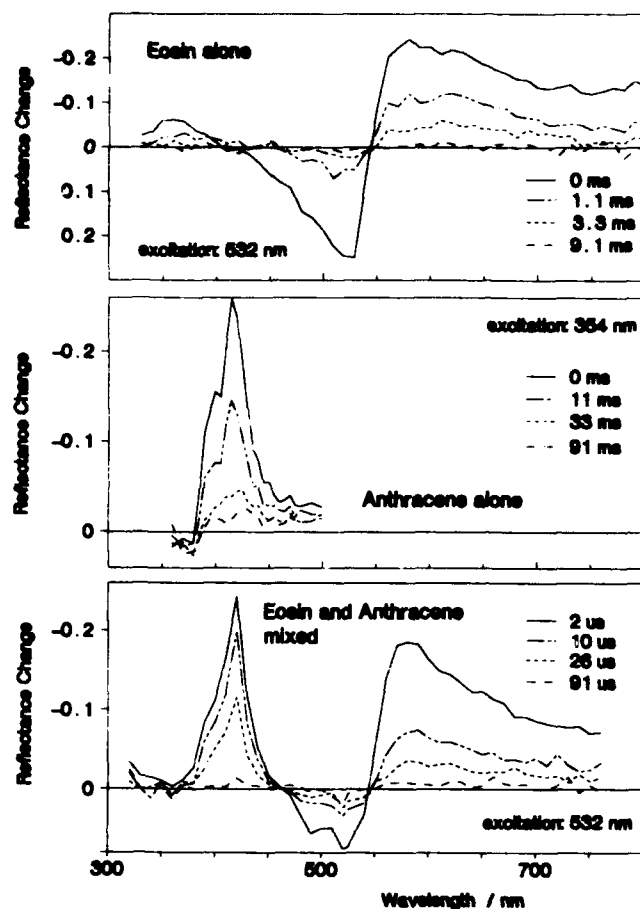 Reflectance Change
-0.2
-0.1
0
0.1
0.2
Eosin alone
excitation: 532 nm
0 ms
1.1 ms
3.3 ms
9.1 ms
Reflectance Change
-0.2
-0.1
0
excitation: 354 nm
0 ms
11 ms
33 ms
91 ms
Anthracene alone
Reflectance Change
-0.2
-0.1
0
Eosin and Anthracene
mixed
2 us
10 us
26 us
91 us
excitation: 532 nm
300
500
700
Wavelength / nm